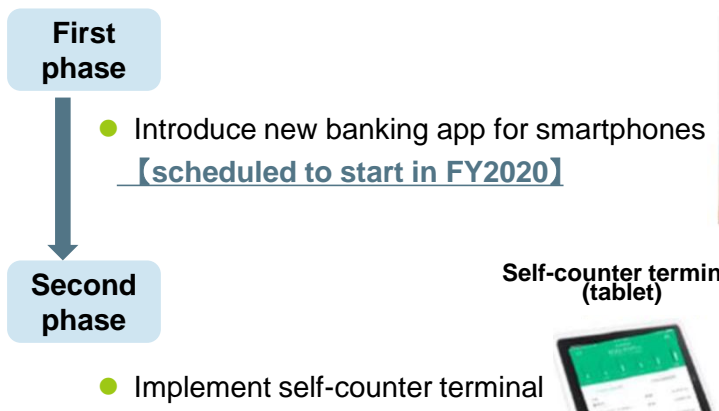 First
phase
● Introduce new banking app for smartphones
【scheduled to start in FY2020】
Self-counter termin
(tablet)
Second
phase
● Implement self-counter terminal